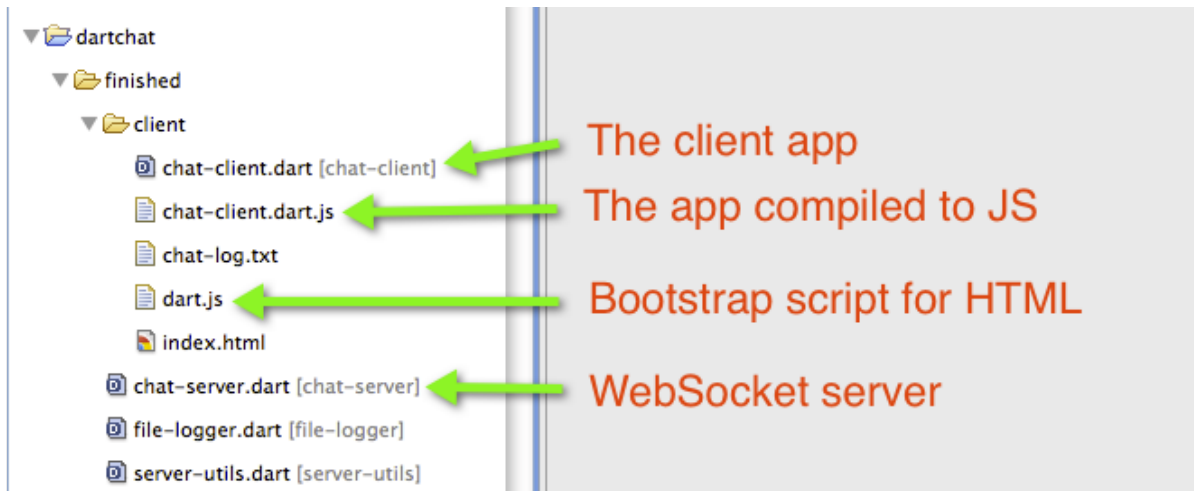 dartchat
finished
client
chat-client.dart [chat-client]
The client app
chat-client.dart.js
The app compiled to JS
chat-log.txt
dart.js
Bootstrap script for HTML
index.html
chat-server.dart [chat-server]
WebSocket server
file-logger.dart [file-logger]
server-utils.dart [server-utils]